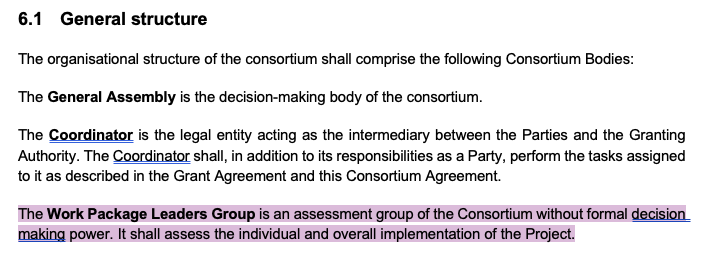 6.1 General structure
The organisational structure of the consortium shall comprise the following Consortium Bodies:
The General Assembly is the decision-making body of the consortium.
The Coordinator is the legal entity acting as the intermediary between the Parties and the Granting
Authority. The Coordinator shall, in addition to its responsibilities as a Party, perform the tasks assigned
to it as described in the Grant Agreement and this Consortium Agreement.
The Work Package Leaders Group is an assessment group of the Consortium without formal decision
making power. It shall assess the individual and overall implementation of the Project.